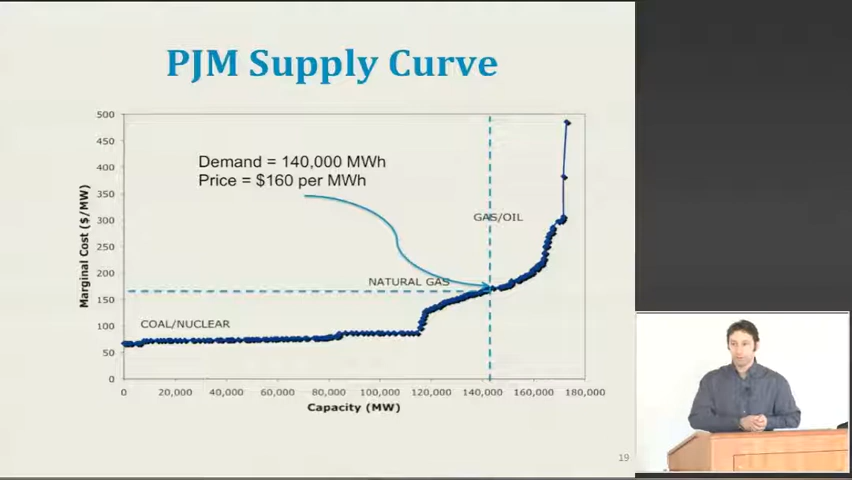 PJM Supply Curve
Demand = 140,000 MWh
Price = $160 per MWh
GAS/OIL
NATURAL GAS
COAL/NUCLEAR
Marginal Cost ($/MW)
500
450
400
350
300
250
200
150
100
50
0
0 20,000 40,000 60,000 80,000 100,000 120,000 140,000 160,000 180,000
Capacity (MW)
19